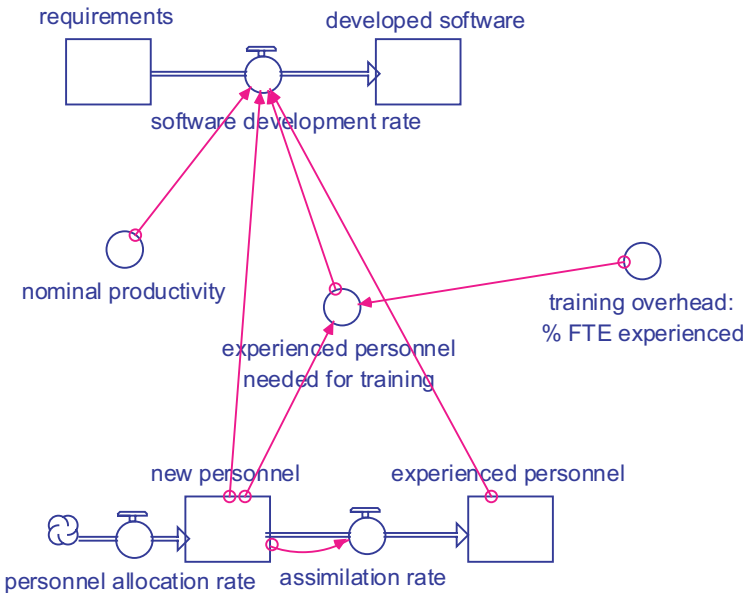 requirements
developed software
software development rate
nominal productivity
training overhead:
% FTE experienced
experienced personnel
needed for training
new personnel
experienced personnel
personnel allocation rate
assimilation rate